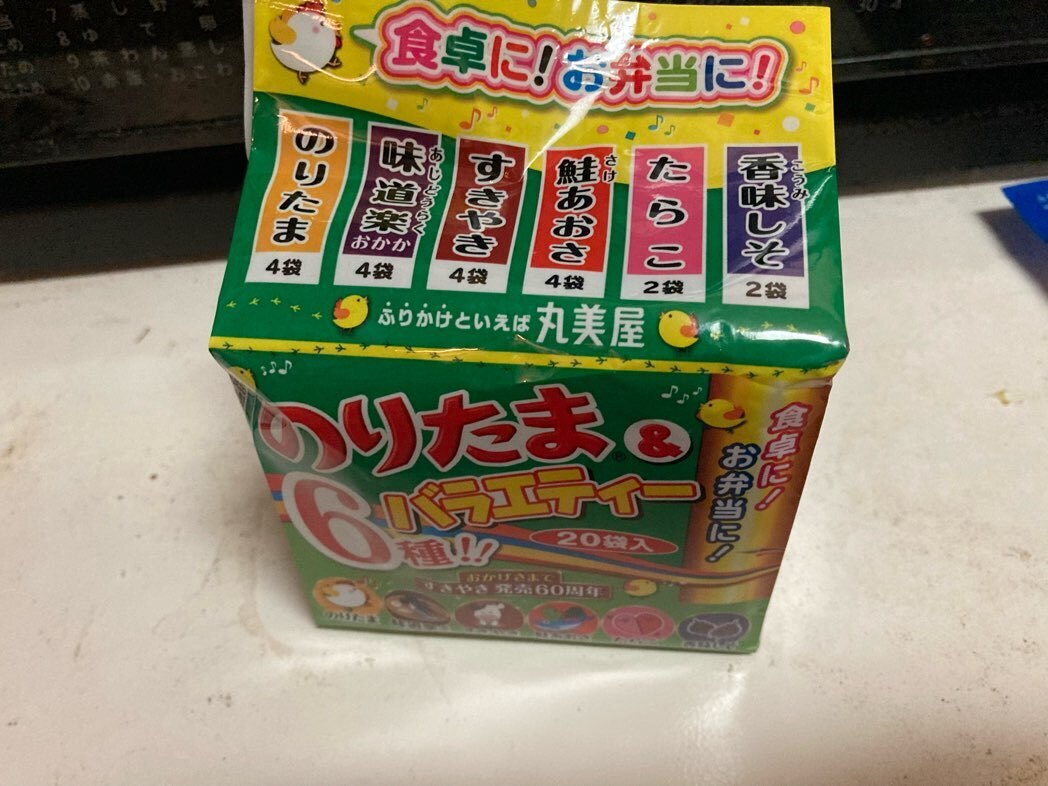 食卓に!お弁当に!
のりたま
4袋
味道楽
あじどうらく
おかか
4袋
すきやき
4袋
鮭あおさ
さけ
4袋
たらこ
2袋
香味しそ
こうみ
2袋
ふりかけといえば 丸美屋
のりたま®&
6種!!
バラエティー
20袋入
食卓に!
お弁当に!
おかげさまで
すきやき 発売60周年
のりたま